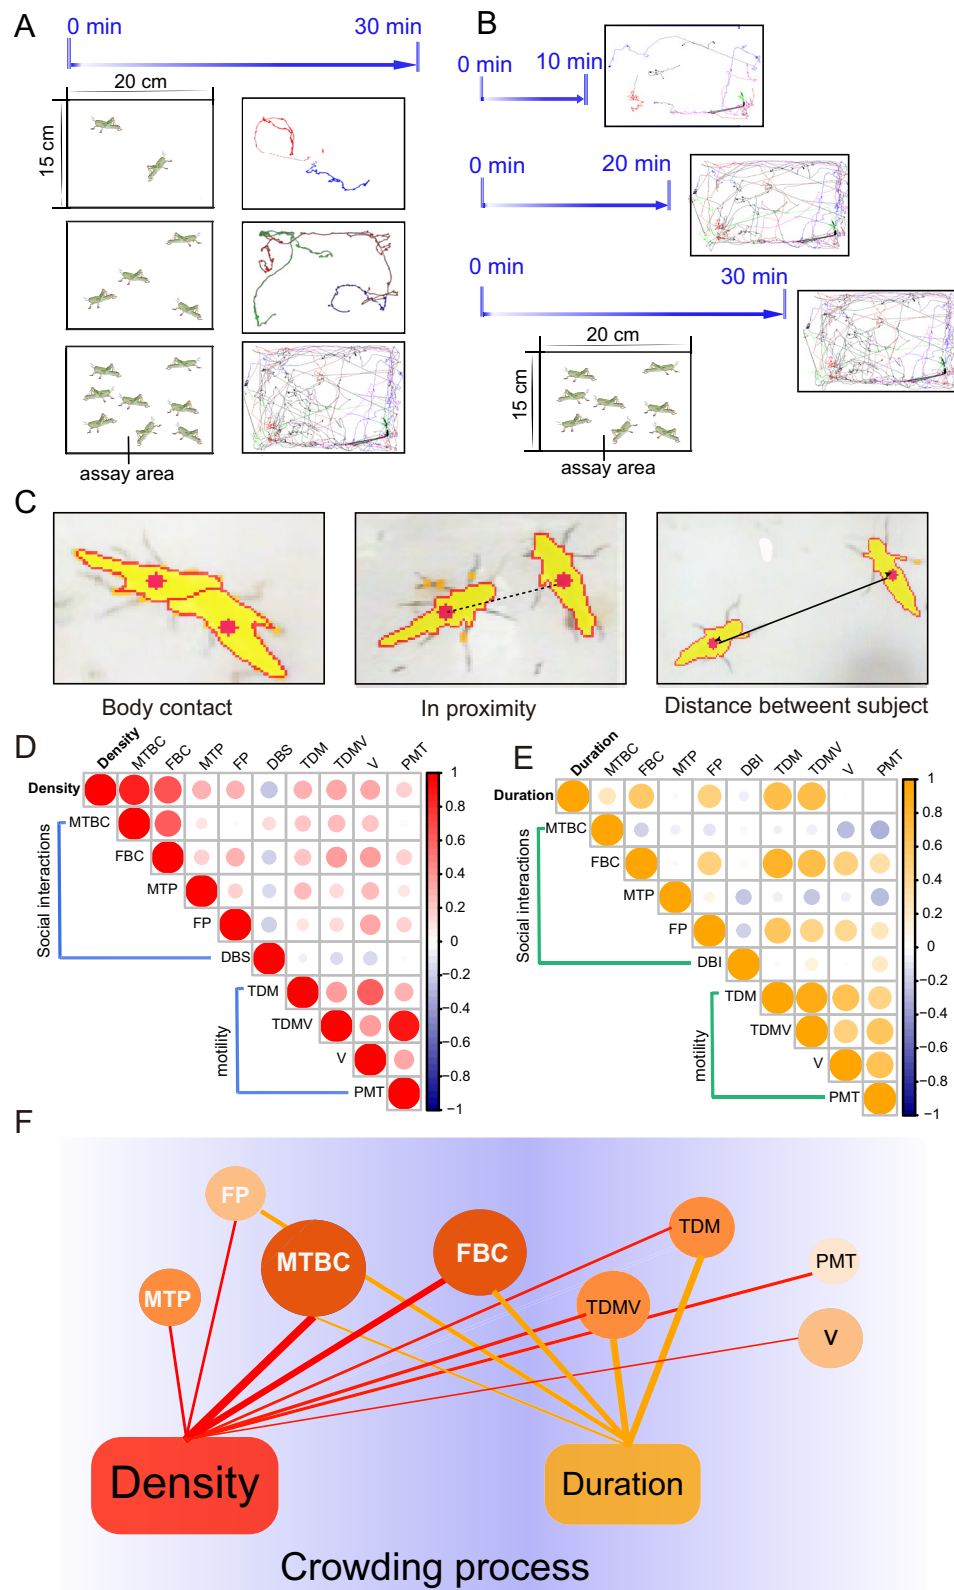 A
0 min
30 min
20 cm
15 cm
assay area
B
0 min
10 min
0 min
20 min
0 min
30 min
20 cm
15 cm
assay area
C
Body contact
In proximity
Distance betweent subject
D
Density
MTBC
FBC
MTP
FP
DBS
TDM
TDMV
V
PMT
Density
MTBC
FBC
MTP
FP
DBS
TDM
TDMV
V
PMT
Social interactions
motility
1
0.8
0.6
0.4
0.2
0
−0.2
−0.4
−0.6
−0.8
−1
E
Duration
MTBC
FBC
MTP
FP
DBI
TDM
TDMV
V
PMT
Duration
MTBC
FBC
MTP
FP
DBI
TDM
TDMV
V
PMT
Social interactions
motility
1
0.8
0.6
0.4
0.2
0
−0.2
−0.4
−0.6
−0.8
−1
F
FP
MTBC
FBC
TDM
MTP
TDMV
PMT
V
Density
Duration
Crowding process